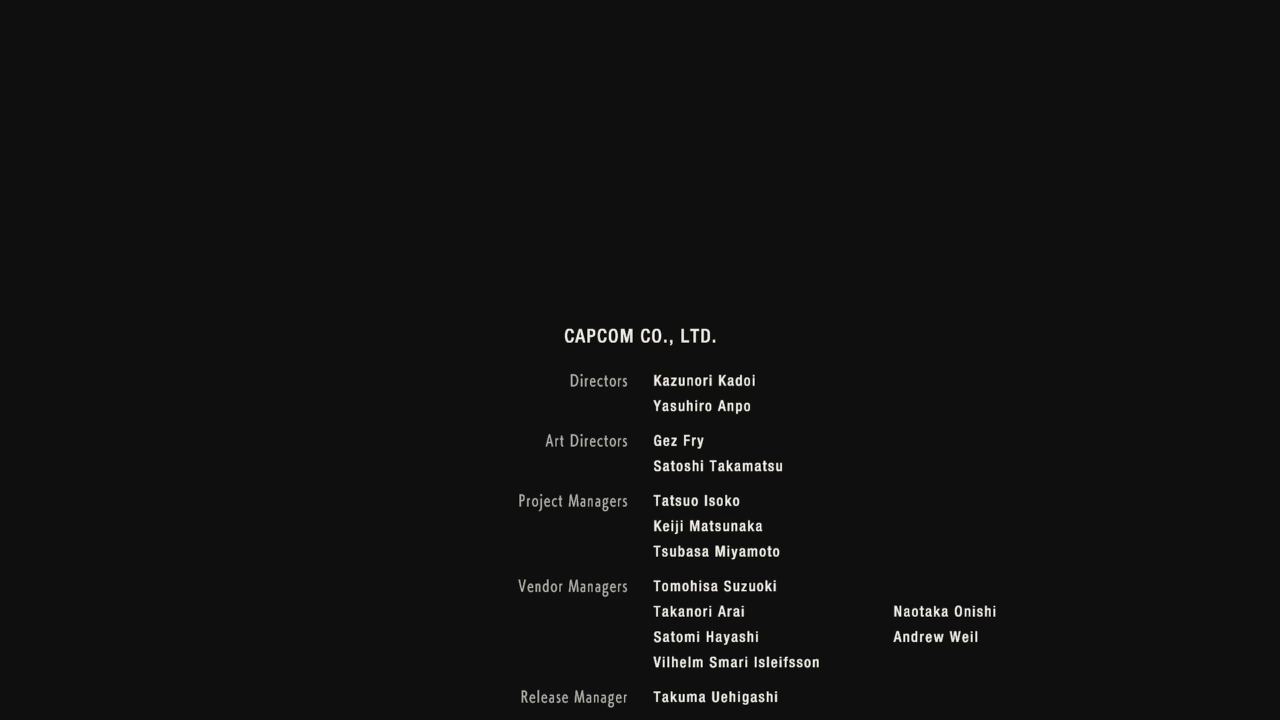 CAPCOM CO., LTD.
Directors Kazunori Kadoi
Yasuhiro Anpo
Art Directors Gez Fry
Satoshi Takamatsu
Project Managers Tatsuo Isoko
Keiji Matsunaka
Tsubasa Miyamoto
Vendor Managers Tomohisa Suzuoki
Takanori Arai Naotaka Onishi
Satomi Hayashi Andrew Weil
Vilhelm Smari Isleifsson
Release Manager Takuma Uehigashi